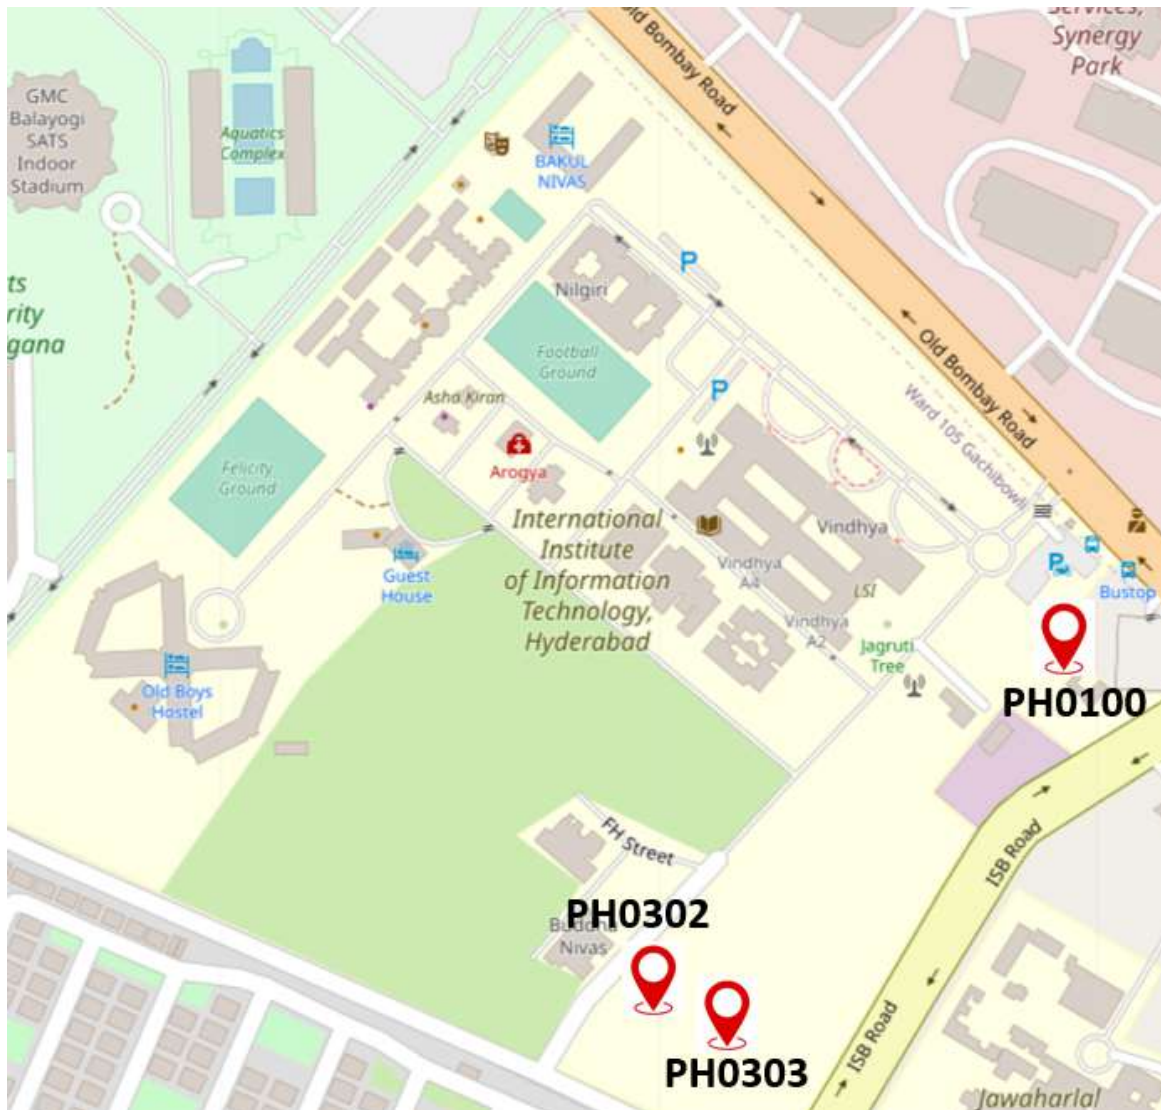 Old Bombay Road
Services,
Synergy
Park
GMC
Balayogi
SATS
Indoor
Stadium
Aquatics
Complex
BAKUL
NIVAS
P
Nilgiri
ts
rity
gana
Football
Ground
Old Bombay Road
P
Asha Kiran
Ward 105 Gachibowli
Arogya
Felicity
Ground
International
Institute
of Information
Technology,
Hyderabad
Vindhya
Vindhya
A4
P
Guest
House
LSI
Bustop
Vindhya
A2
Jagruti
Tree
Old Boys
Hostel
PH0100
FH Street
ISB Road
PH0302
Buddha
Nivas
PH0303
ISB Road
Jawaharlal